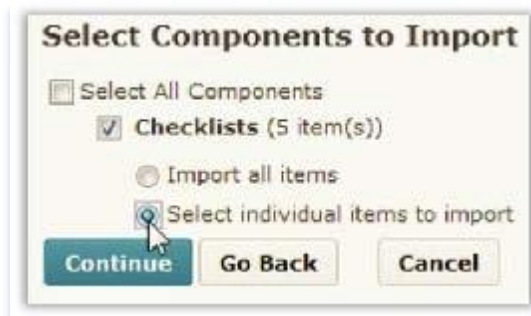 Select Components to Import
Select All Components
Checklists (5 item(s))
Import all items
Select individual items to import
Continue Go Back Cancel